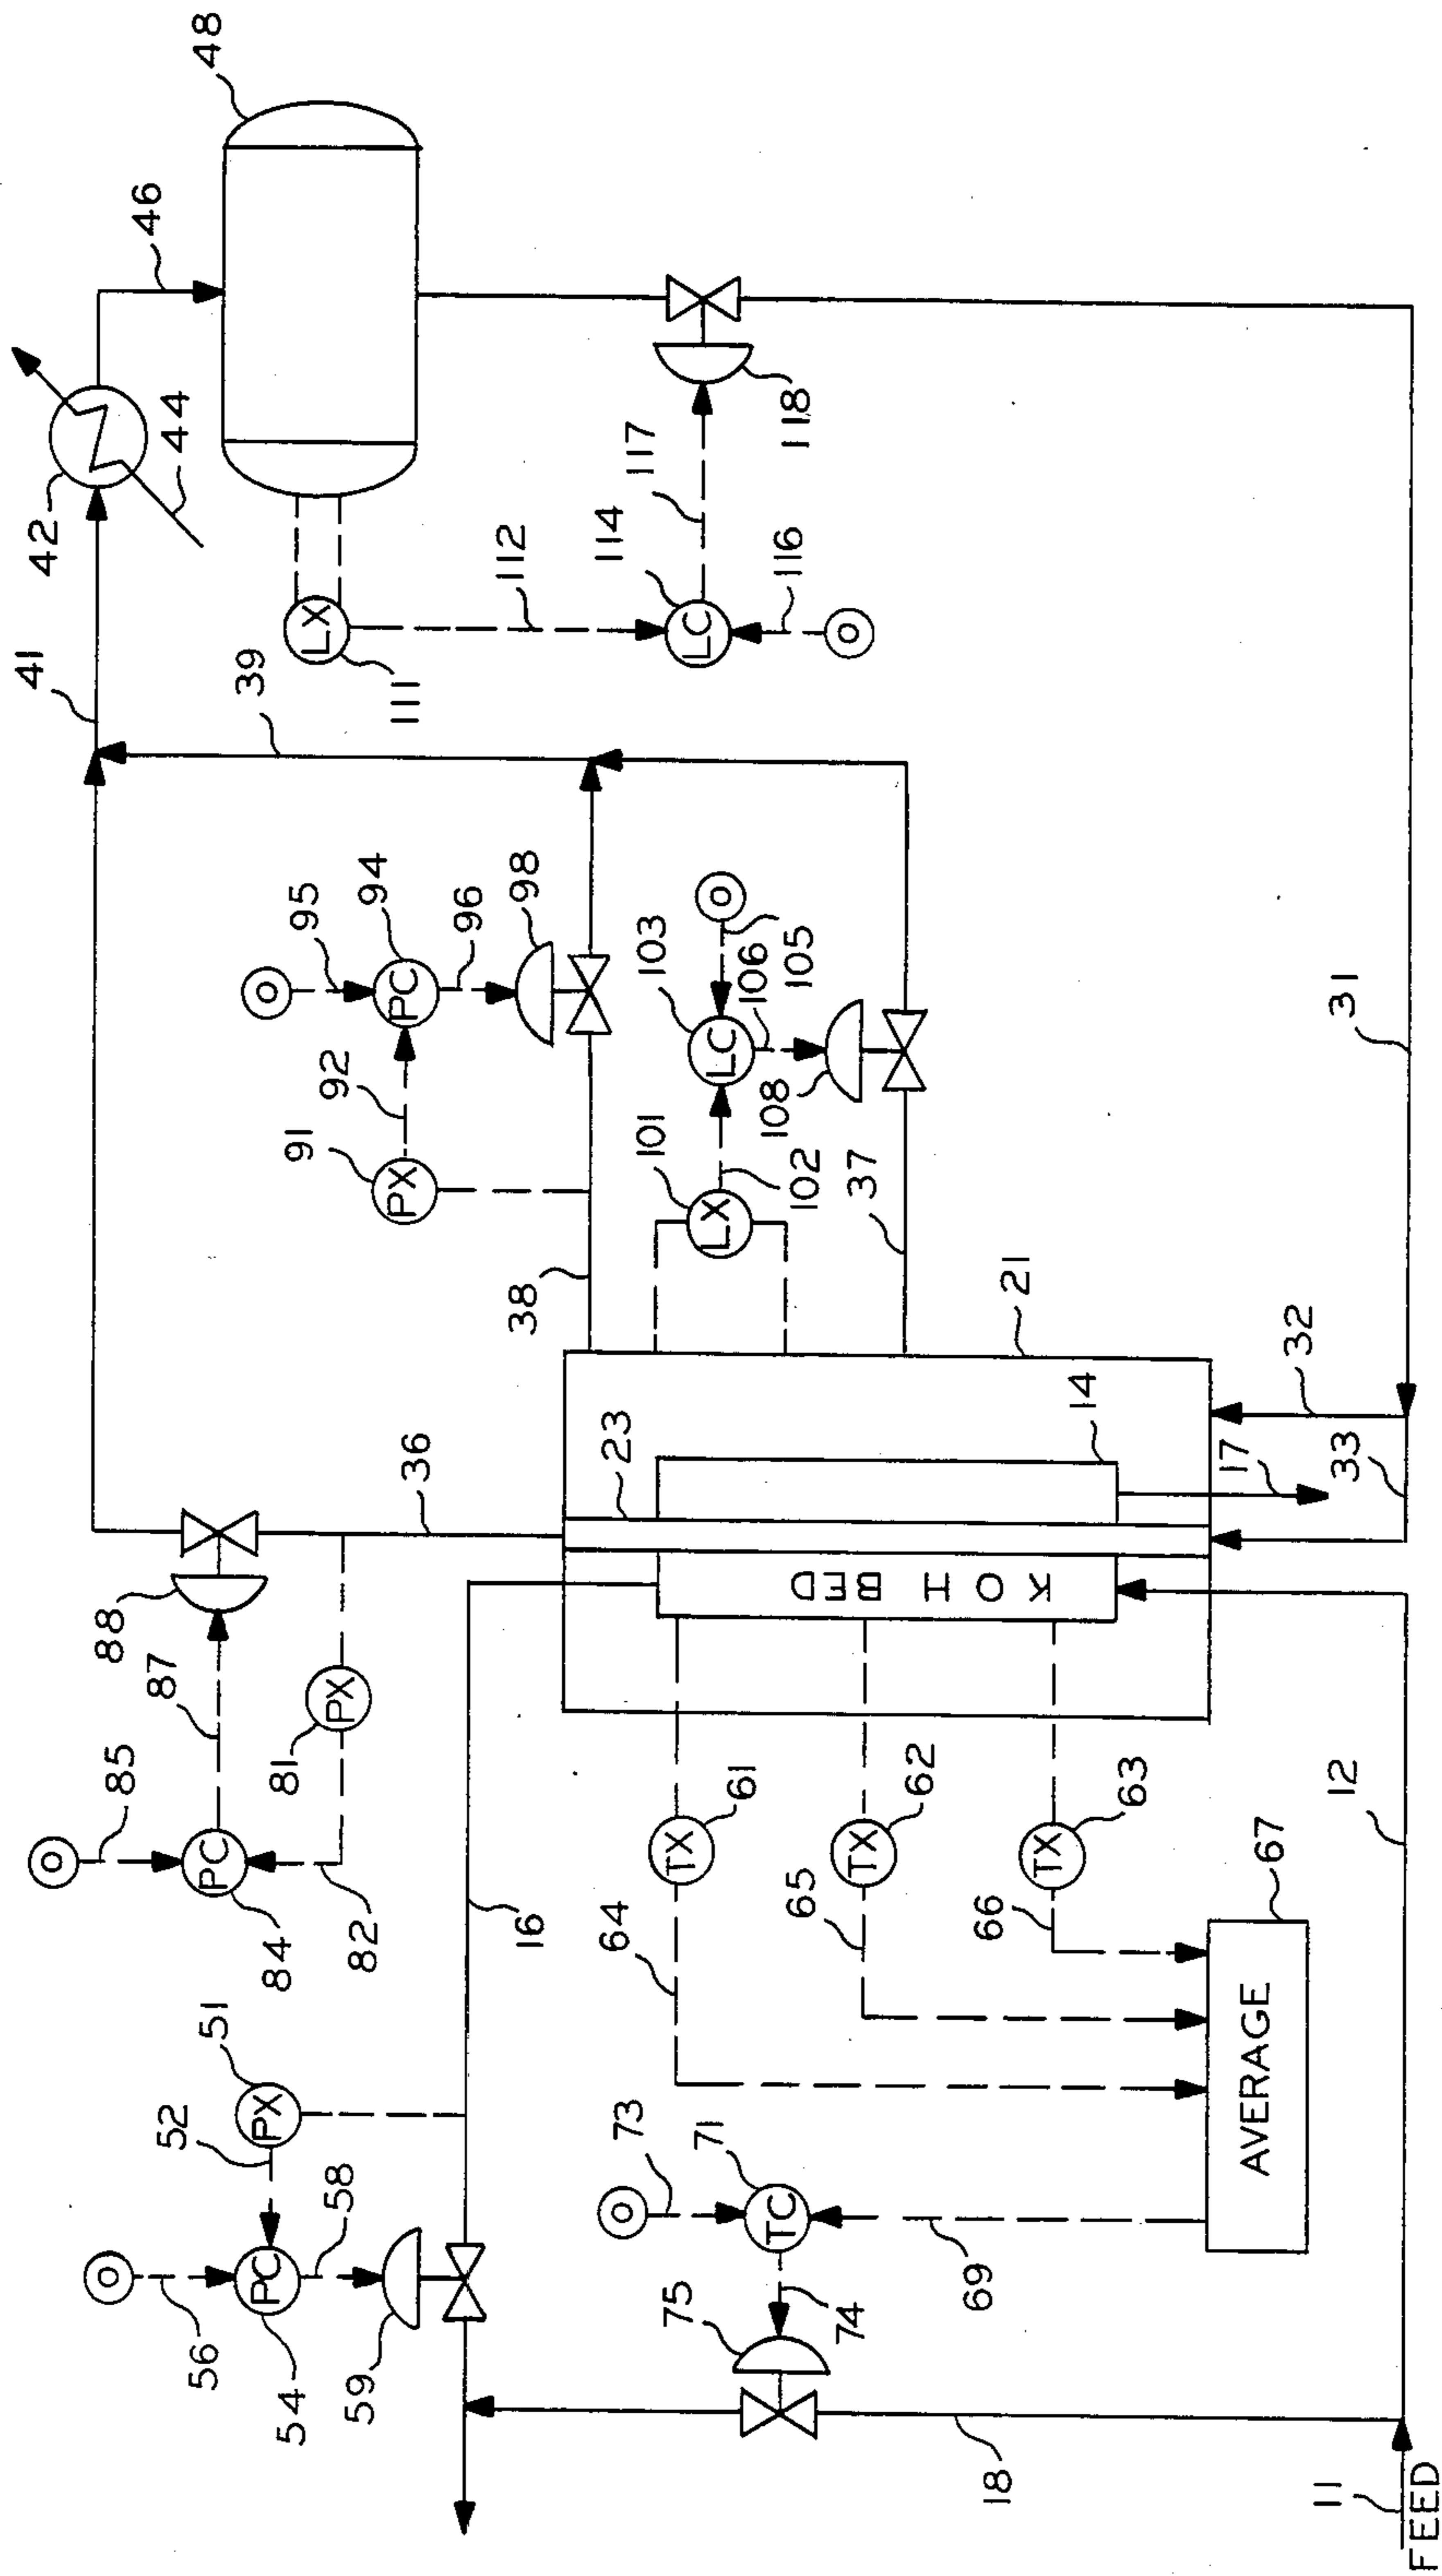 O
41
42
44
46
48
85
88
87
O
56
84
81
PC
PX
82
52
51
PX
PC
54
58
59
16
36
39
LX
111
112
O
95
91
92
PX
PC
94
96
98
38
LC
114
116
O
117
118
O
73
71
TC
75
74
69
64
TX
61
65
TX
62
66
TX
63
KOH BED
23
14
21
101
LX
102
103
LC
O
105
106
108
37
18
AVERAGE
67
12
17
33
32
31
11
FEED